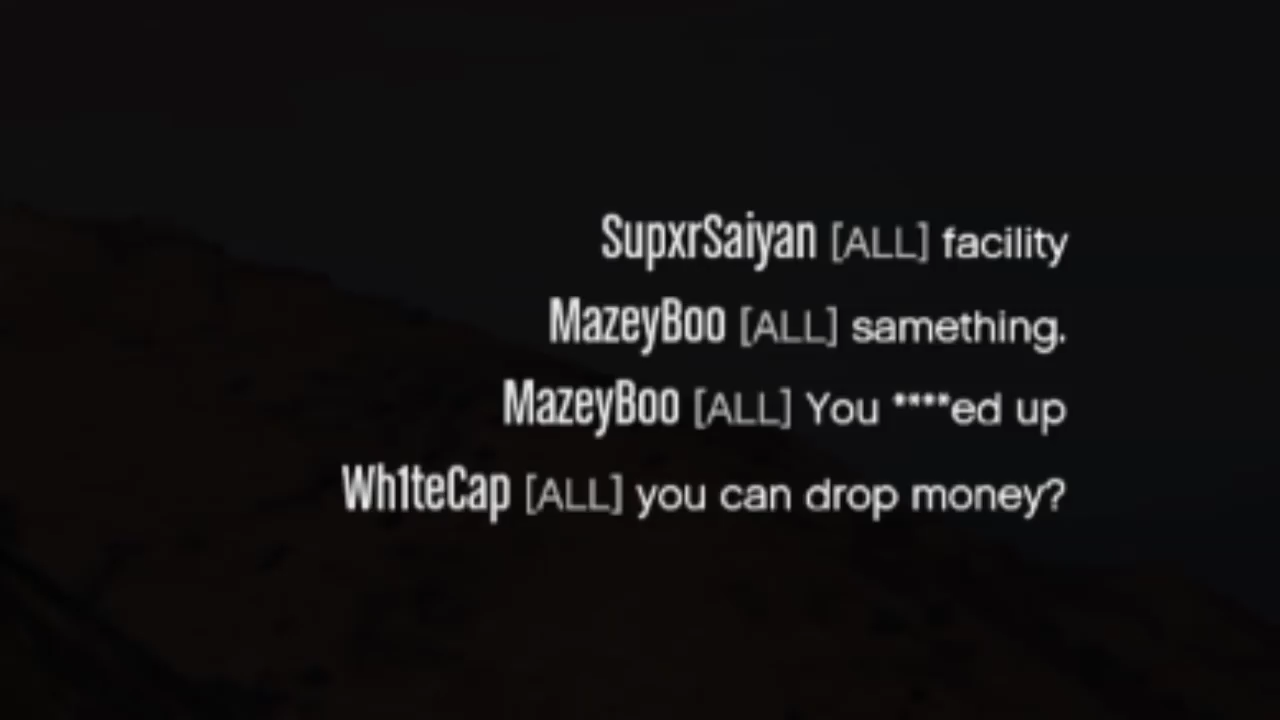 SupxrSaiyan [ALL] facility
MazeyBoo [ALL] samething.
MazeyBoo [ALL] You ****ed up
Wh1teCap [ALL] you can drop money?